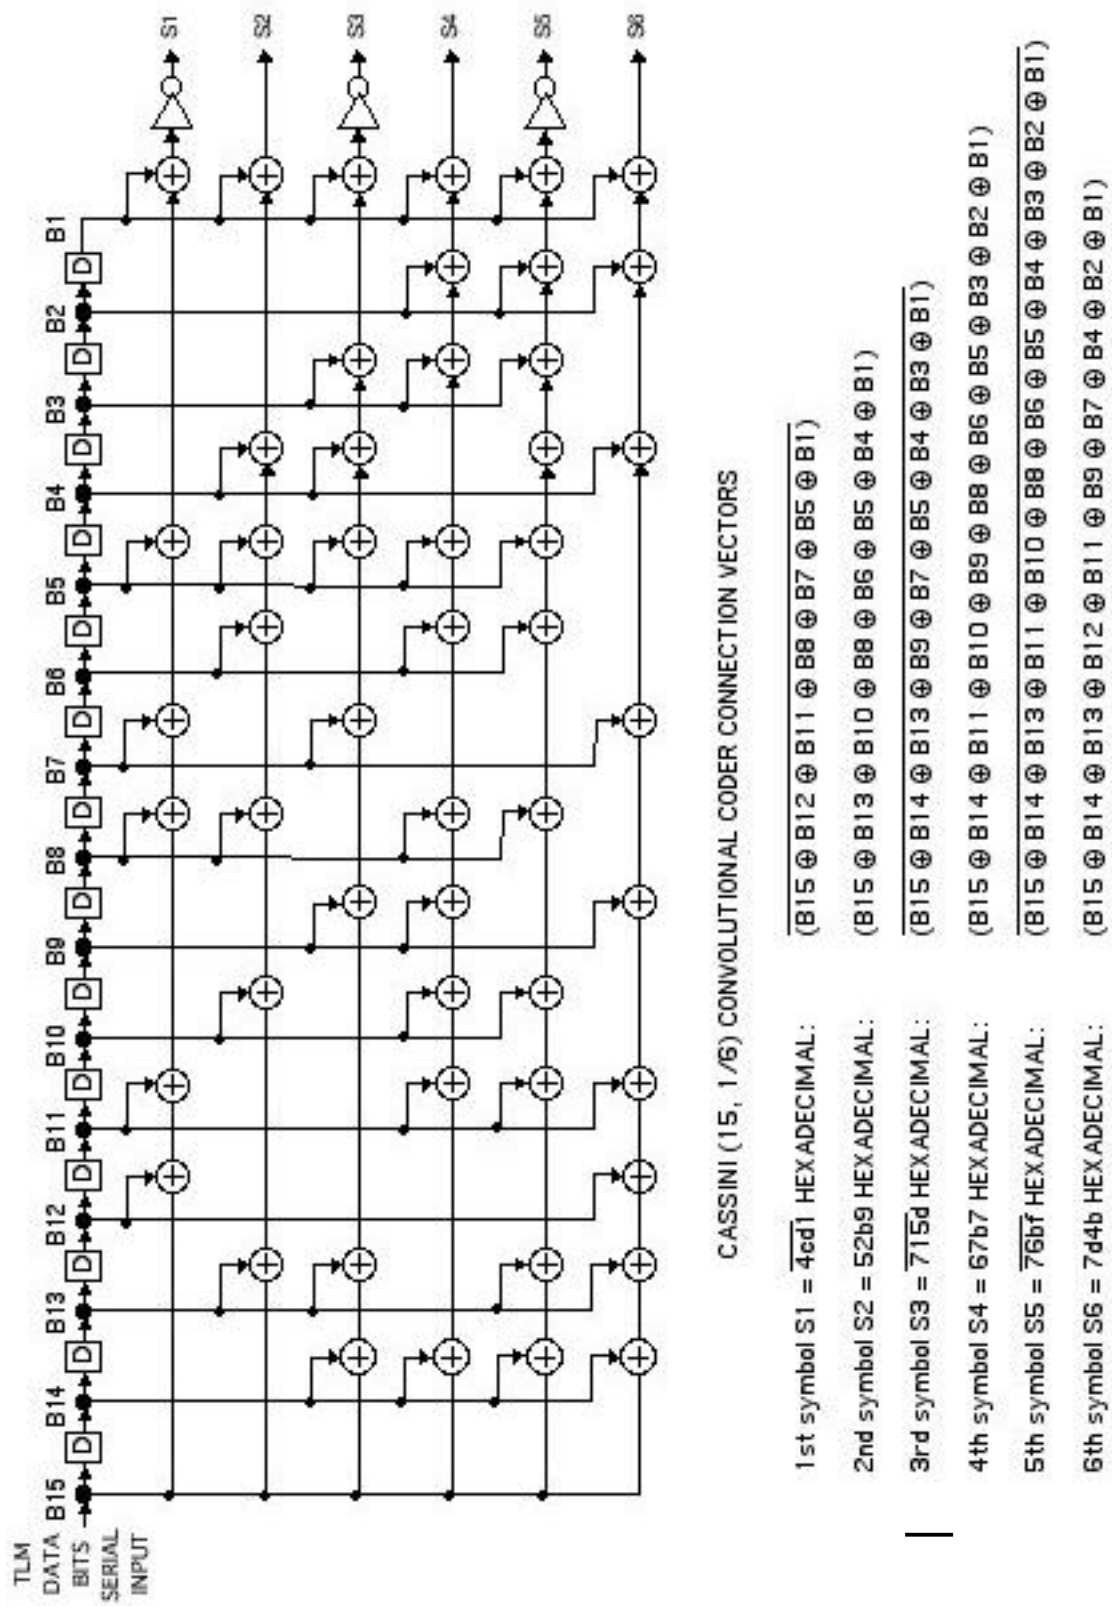 TLM
DATA
BITS
SERIAL
INPUT
B15 B14 B13 B12 B11 B10 B9 B8 B7 B6 B5 B4 B3 B2 B1
D D D D D D D D D D D D D D
S1
S2
S3
S4
S5
S6
CASSINI (15, 1/6) CONVOLUTIONAL CODER CONNECTION VECTORS
1st symbol S1 = 4cd1 HEXADECIMAL: (B15 ⊕ B12 ⊕ B11 ⊕ B8 ⊕ B7 ⊕ B5 ⊕ B1)
2nd symbol S2 = 52b9 HEXADECIMAL: (B15 ⊕ B13 ⊕ B10 ⊕ B8 ⊕ B6 ⊕ B5 ⊕ B4 ⊕ B1)
3rd symbol S3 = 715d HEXADECIMAL: (B15 ⊕ B14 ⊕ B13 ⊕ B9 ⊕ B7 ⊕ B5 ⊕ B4 ⊕ B3 ⊕ B1)
4th symbol S4 = 67b7 HEXADECIMAL: (B15 ⊕ B14 ⊕ B11 ⊕ B10 ⊕ B9 ⊕ B8 ⊕ B6 ⊕ B5 ⊕ B3 ⊕ B2 ⊕ B1)
5th symbol S5 = 76bf HEXADECIMAL: (B15 ⊕ B14 ⊕ B13 ⊕ B11 ⊕ B10 ⊕ B8 ⊕ B6 ⊕ B5 ⊕ B4 ⊕ B3 ⊕ B2 ⊕ B1)
6th symbol S6 = 7d4b HEXADECIMAL: (B15 ⊕ B14 ⊕ B13 ⊕ B12 ⊕ B11 ⊕ B9 ⊕ B7 ⊕ B4 ⊕ B2 ⊕ B1)